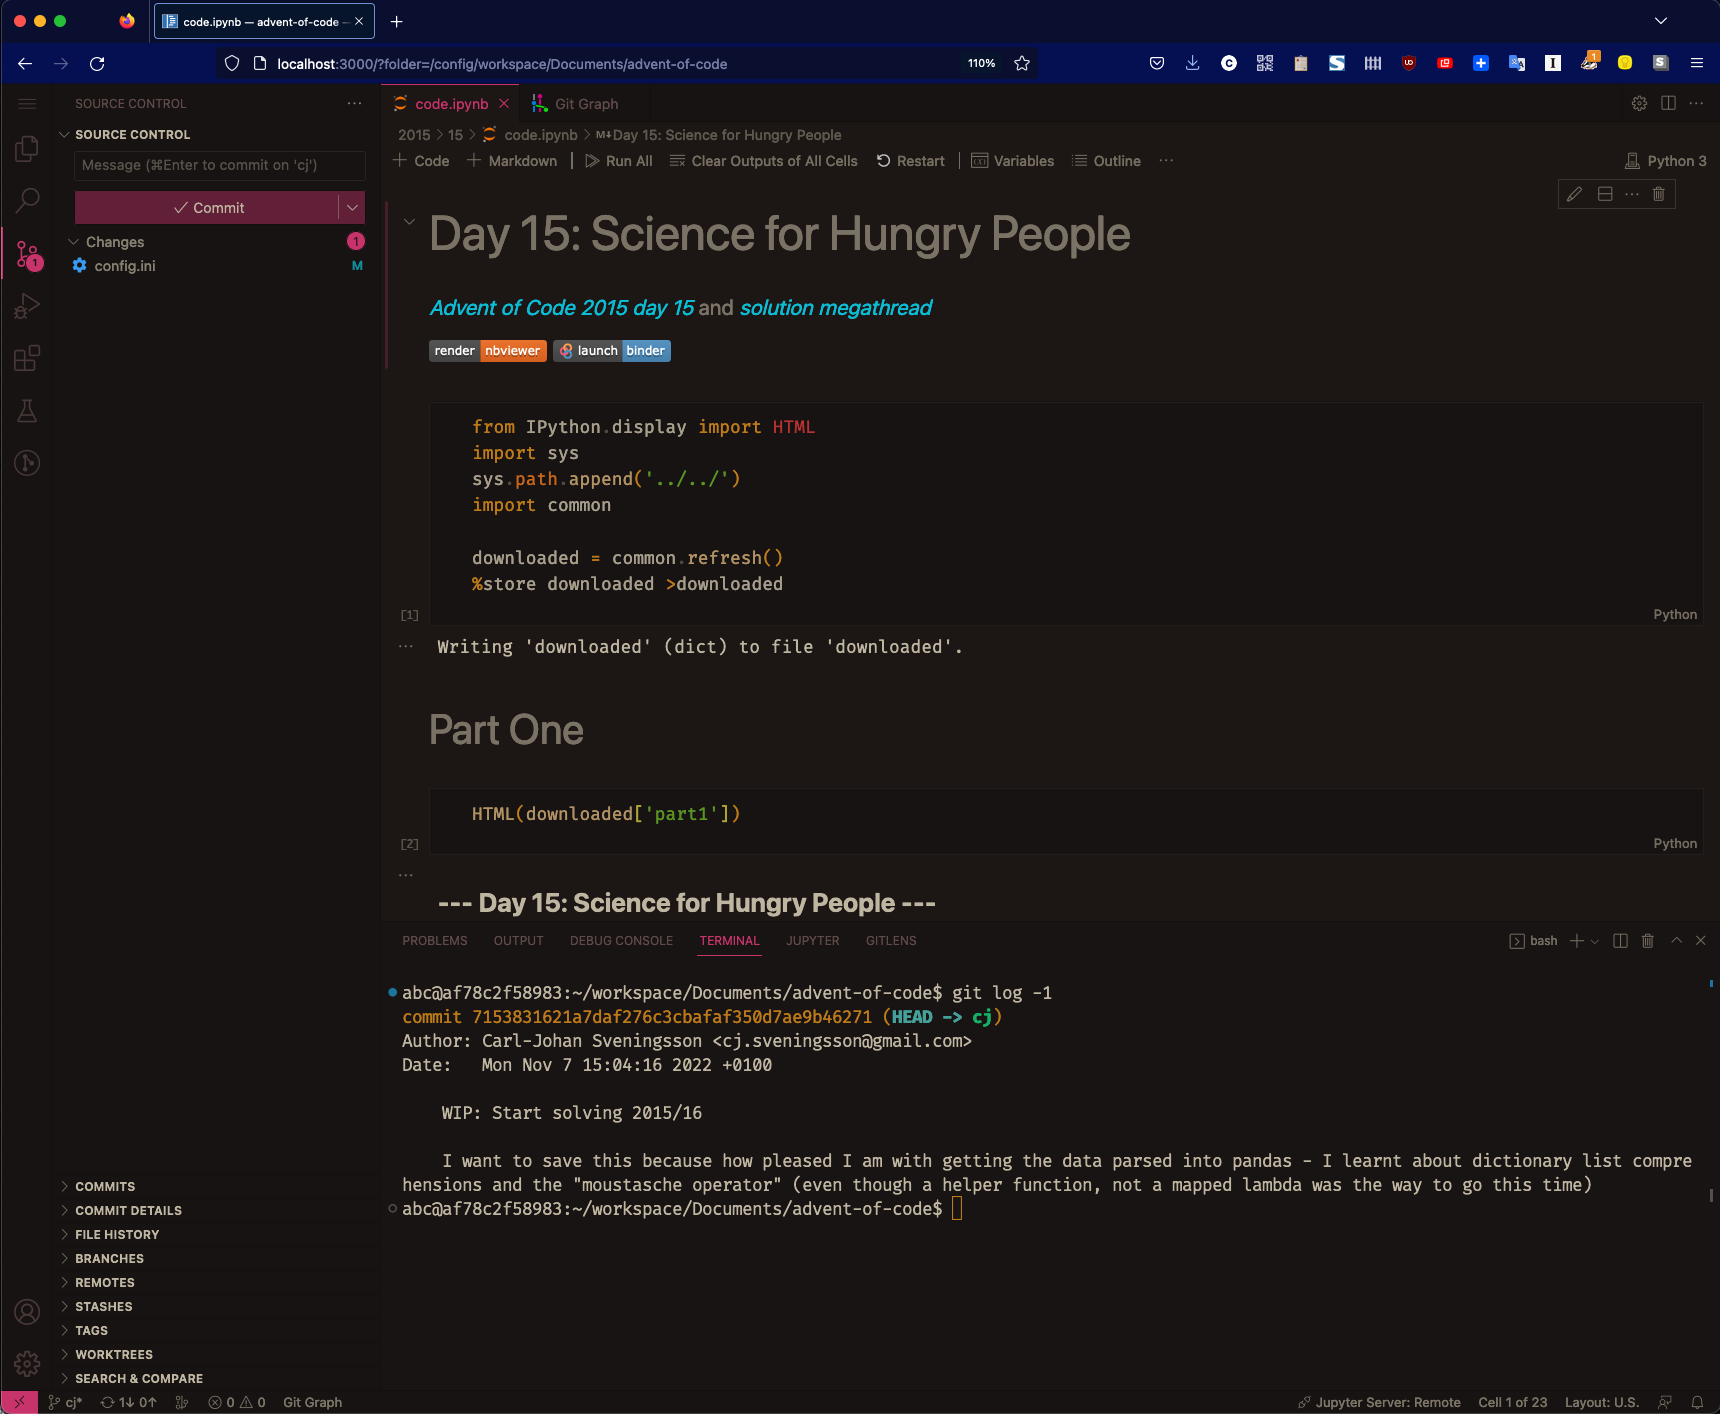 code.ipynb — advent-of-code —
localhost:3000/?folder=/config/workspace/Documents/advent-of-code
110%
1
SOURCE CONTROL
SOURCE CONTROL
Message (⌘Enter to commit on 'cj')
Commit
Changes
1
config.ini
M
1
code.ipynb
Git Graph
2015 > 15 > code.ipynb > M↓Day 15: Science for Hungry People
+ Code + Markdown | Run All Clear Outputs of All Cells Restart | Variables Outline ...
Python 3
Day 15: Science for Hungry People
Advent of Code 2015 day 15 and solution megathread
render nbviewer launch binder
from IPython.display import HTML
import sys
sys.path.append('../../')
import common
downloaded = common.refresh()
%store downloaded >downloaded
[1]
Python
Writing 'downloaded' (dict) to file 'downloaded'.
Part One
HTML(downloaded['part1'])
[2]
Python
--- Day 15: Science for Hungry People ---
PROBLEMS OUTPUT DEBUG CONSOLE TERMINAL JUPYTER GITLENS
bash
abc@af78c2f58983:~/workspace/Documents/advent-of-code$ git log -1
commit 7153831621a7daf276c3cbafaf350d7ae9b46271 (HEAD -> cj)
Author: Carl-Johan Sveningsson <cj.sveningsson@gmail.com>
Date:   Mon Nov 7 15:04:16 2022 +0100
WIP: Start solving 2015/16
I want to save this because how pleased I am with getting the data parsed into pandas - I learnt about dictionary list compre
hensions and the "moustasche operator" (even though a helper function, not a mapped lambda was the way to go this time)
abc@af78c2f58983:~/workspace/Documents/advent-of-code$
COMMITS
COMMIT DETAILS
FILE HISTORY
BRANCHES
REMOTES
STASHES
TAGS
WORKTREES
SEARCH & COMPARE
cj* 1↓ 0↑ 0 0 Git Graph
Jupyter Server: Remote Cell 1 of 23 Layout: U.S.